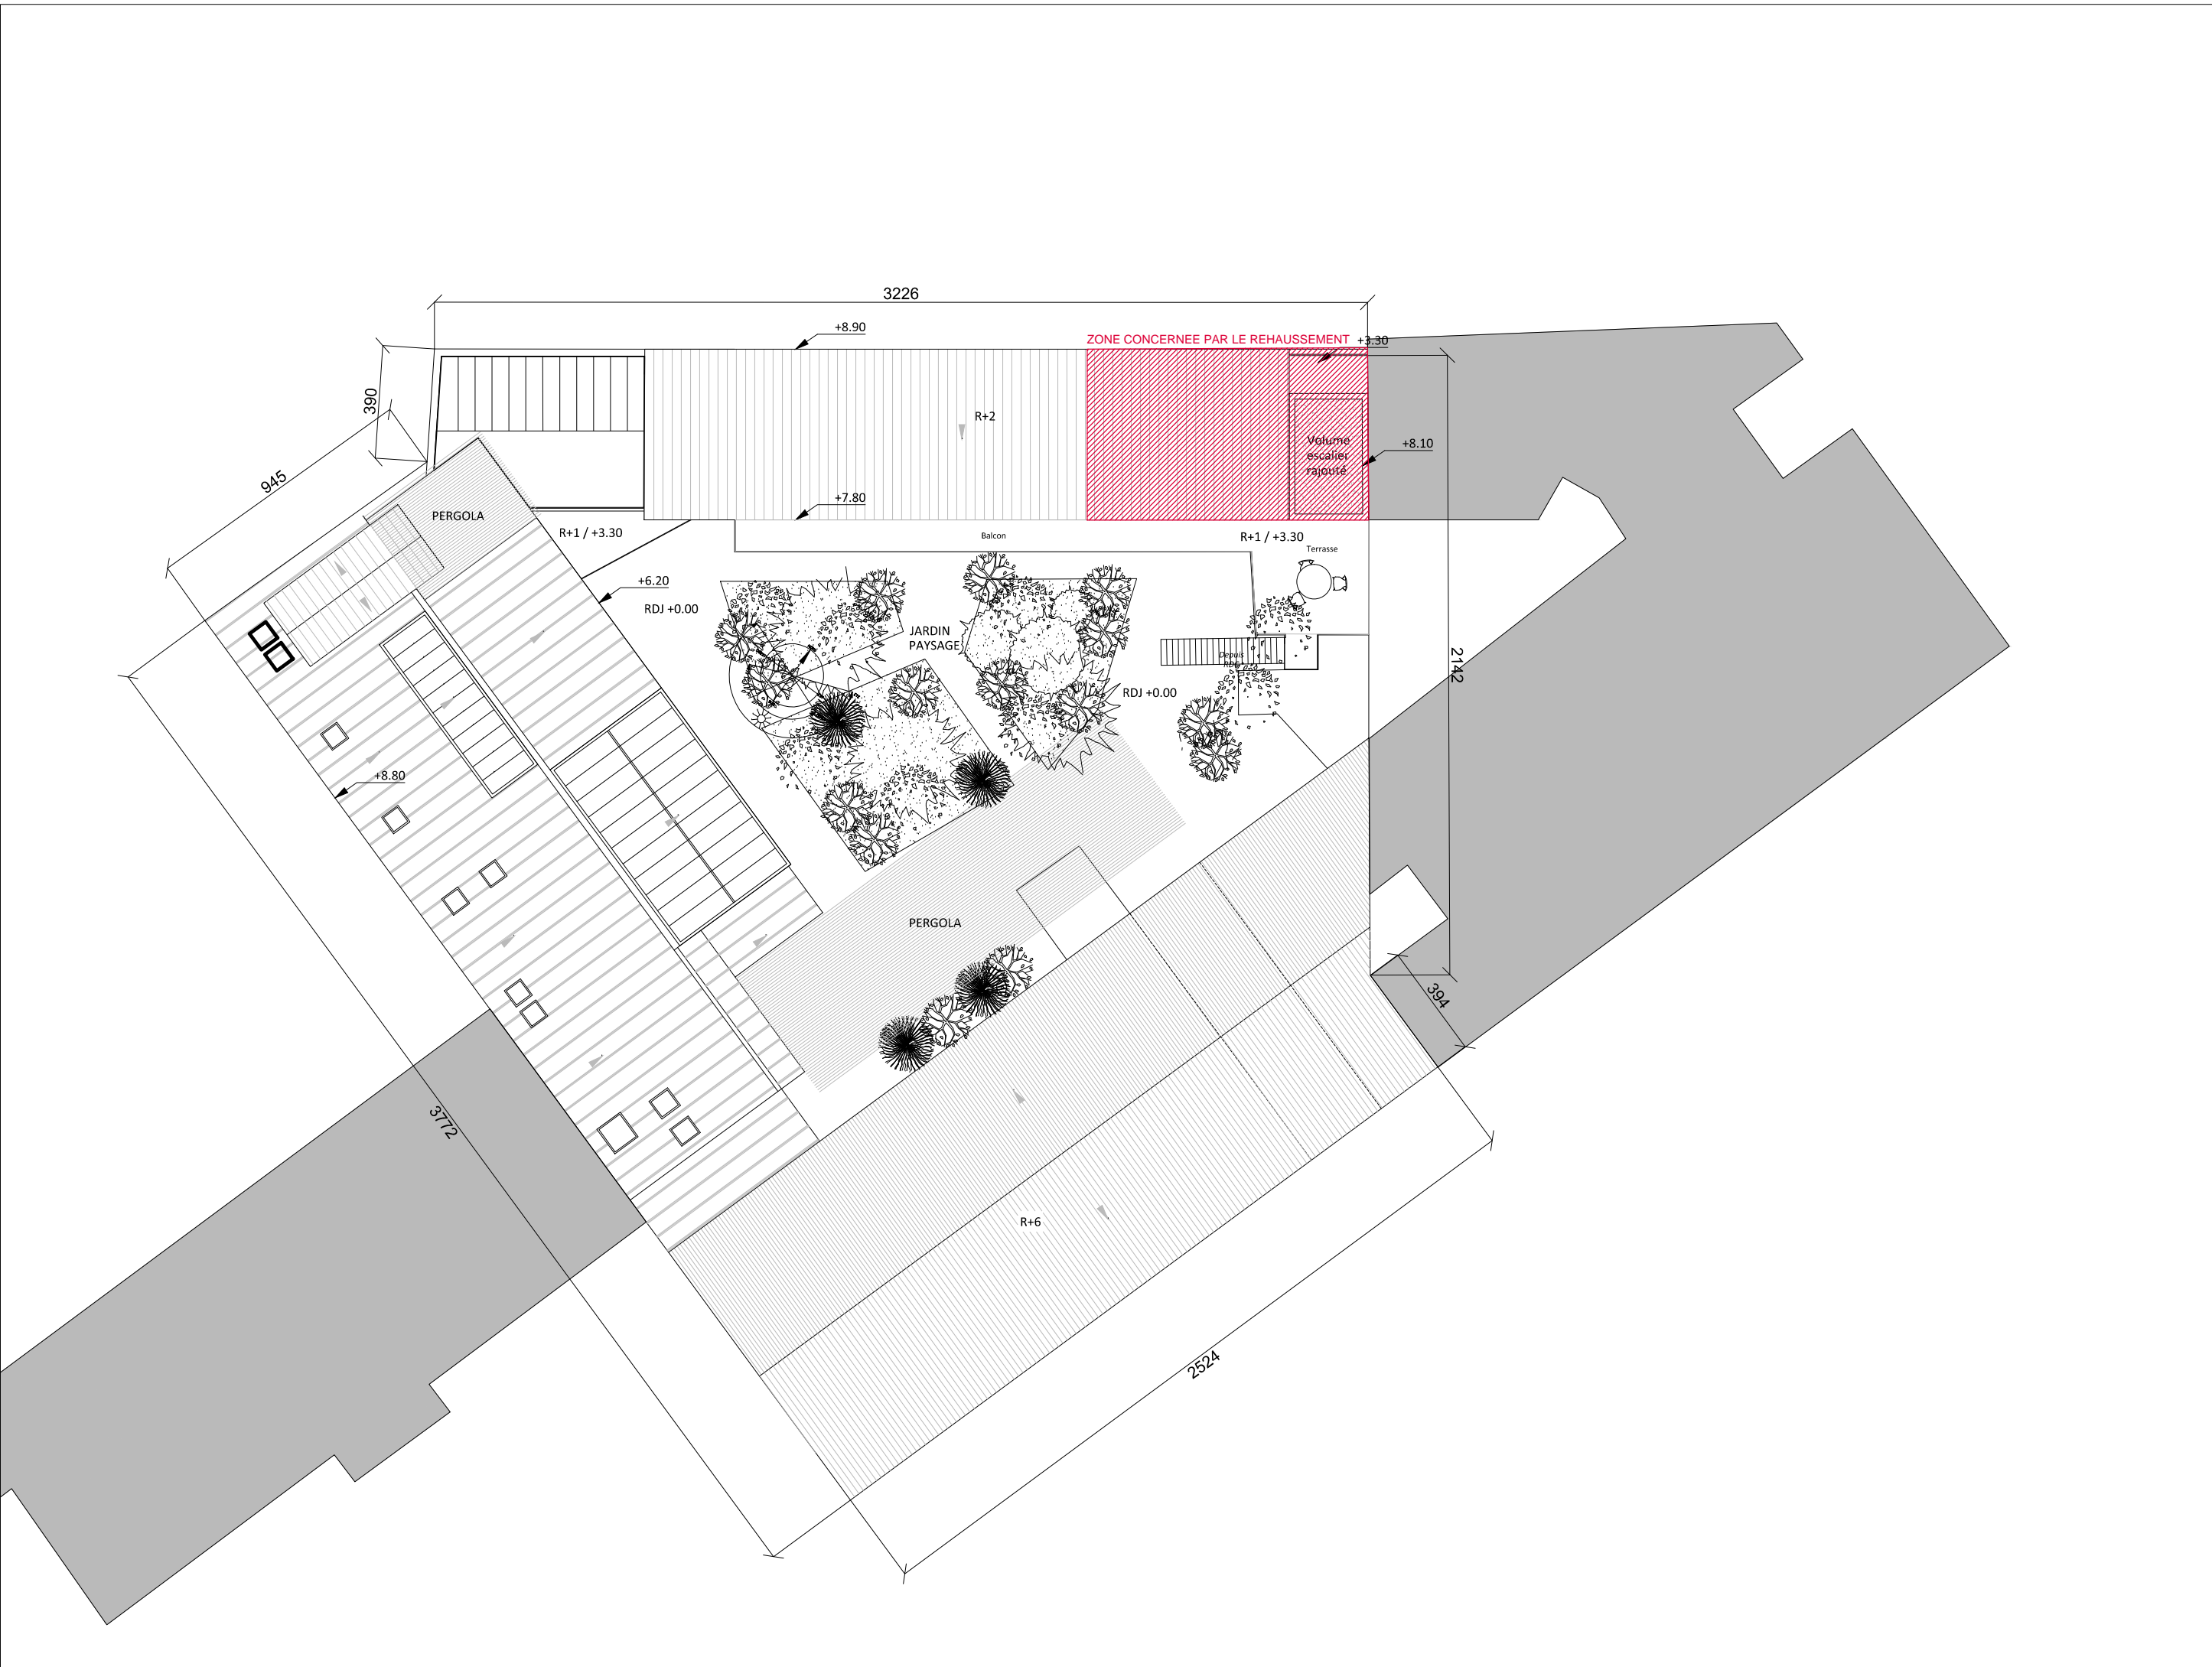 3226
+8.90
ZONE CONCERNEE PAR LE REHAUSSEMENT
+3.30
390
R+2
Volume
escalier
rajouté
+8.10
945
+7.80
PERGOLA
R+1 / +3.30
Balcon
R+1 / +3.30
Terrasse
+6.20
RDJ +0.00
JARDIN
PAYSAGE
Depuis
2142
RDJ +0.00
+8.80
PERGOLA
394
3772
R+6
2524